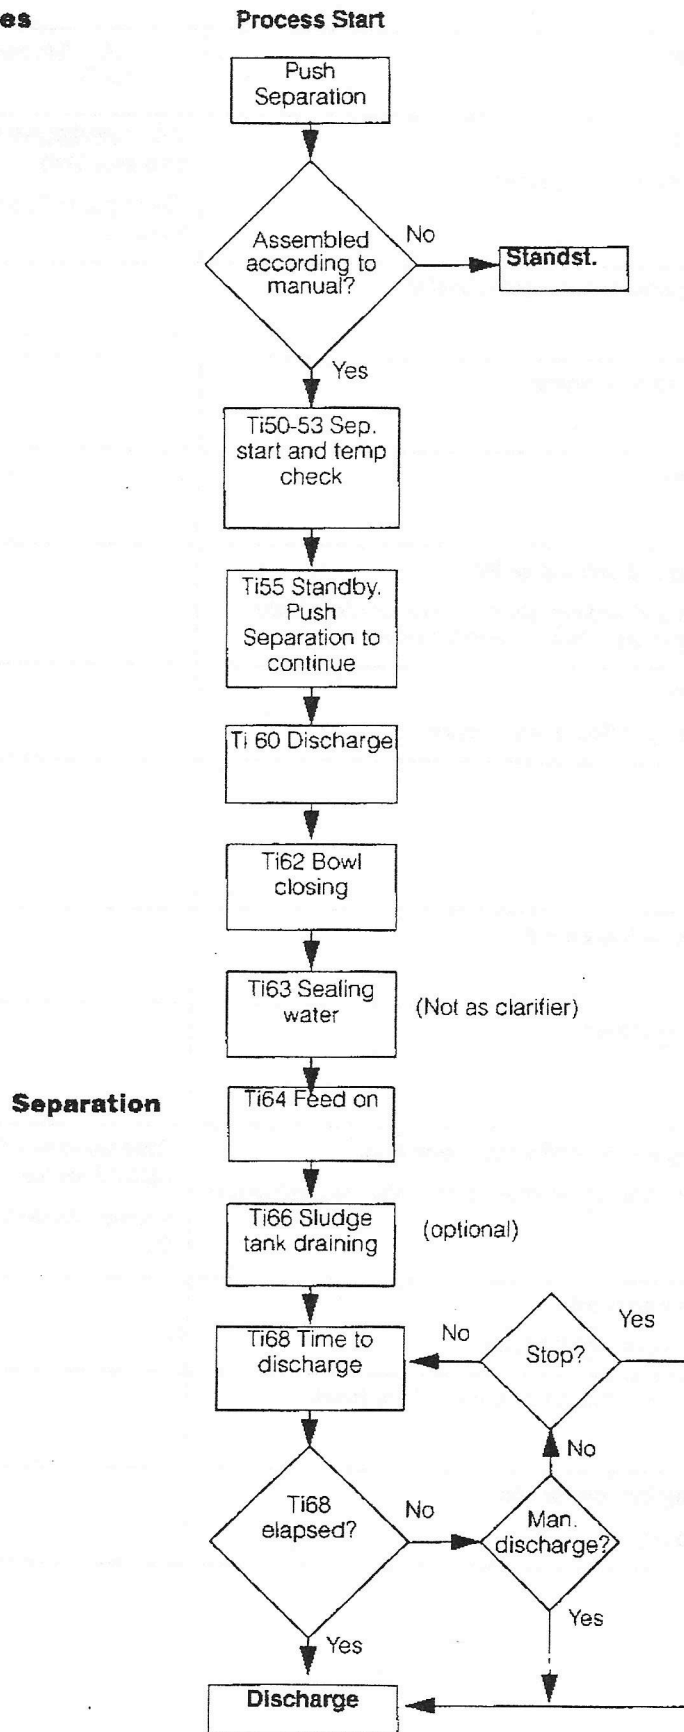 es
Process Start
Push
Separation
Assembled
according to
manual?
No
Standst.
Yes
Ti50-53 Sep.
start and temp
check
Ti55 Standby.
Push
Separation to
continue
Ti 60 Discharge
Ti62 Bowl
closing
Ti63 Sealing
water
(Not as clarifier)
Separation
Ti64 Feed on
Ti66 Sludge
tank draining
(optional)
Ti68 Time to
discharge
No
Stop?
Yes
No
Ti68
elapsed?
No
Man.
discharge?
Yes
Yes
Discharge